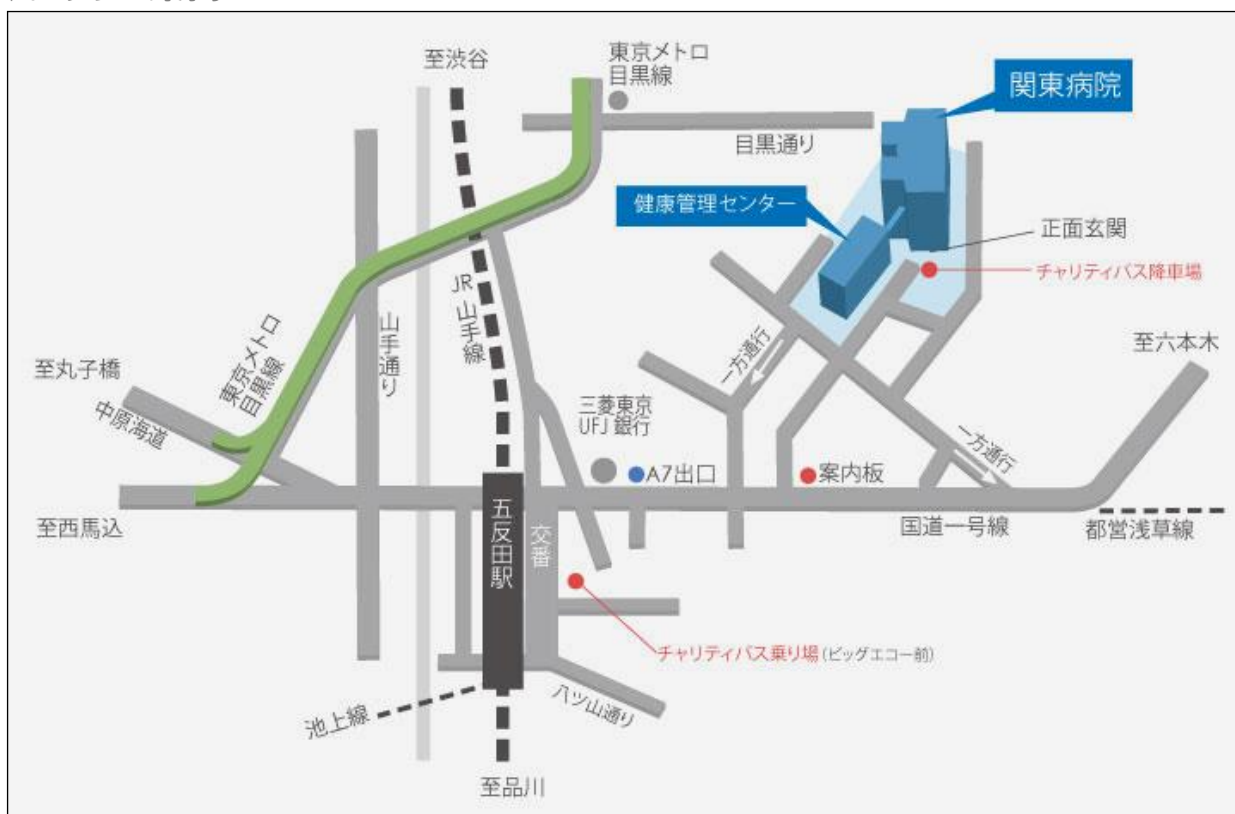 至渋谷
東京メトロ
目黒線
関東病院
目黒通り
健康管理センター
正面玄関
チャリティバス降車場
JR 山手線
山手通り
東京メトロ
目黒線
至丸子橋
中原海道
一方通行
至六本木
三菱東京
UFJ 銀行
A7出口
案内板
一方通行
至西馬込
五反田駅
交番
国道一号線
都営浅草線
チャリティバス乗り場(ビッグエコー前)
八ツ山通り
池上線
至品川